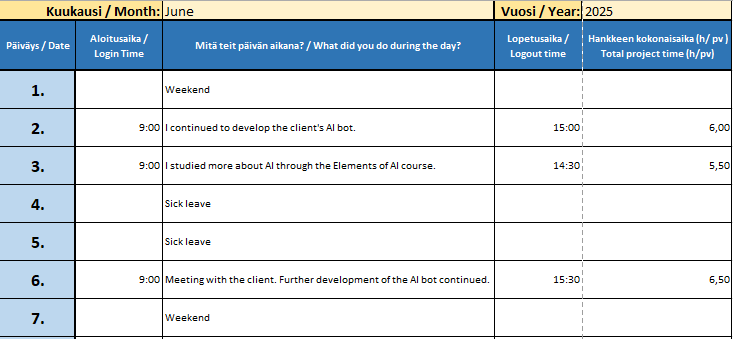 Kuukausi / Month: June Vuosi / Year: 2025
Päiväys / Date Aloitusaika / Login Time Mitä teit päivän aikana? / What did you do during the day? Lopetusaika / Logout time Hankkeen kokonaisaika (h/ pv ) Total project time (h/pv)
1. Weekend
2. 9:00 I continued to develop the client's AI bot. 15:00 6,00
3. 9:00 I studied more about AI through the Elements of AI course. 14:30 5,50
4. Sick leave
5. Sick leave
6. 9:00 Meeting with the client. Further development of the AI bot continued. 15:30 6,50
7. Weekend